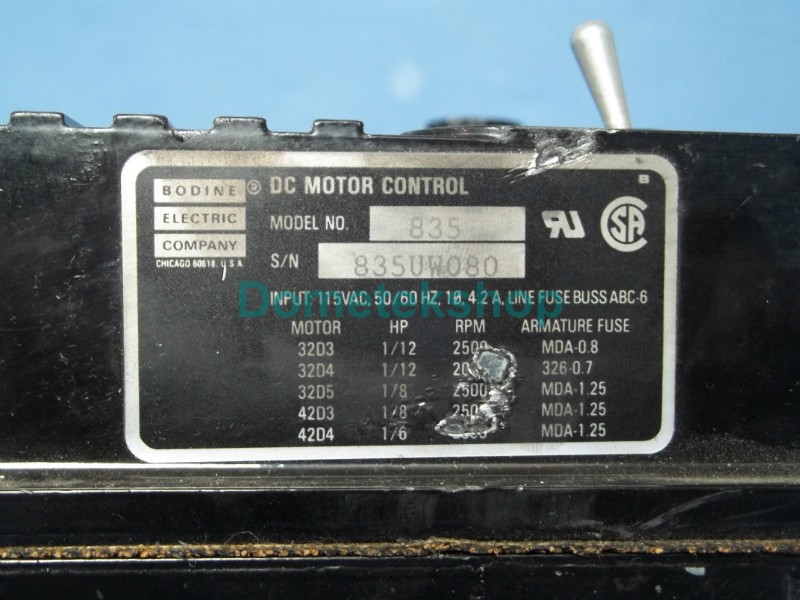 BODINE
ELECTRIC
COMPANY
CHICAGO 60618, U S A
® DC MOTOR CONTROL
B
MODEL NO. 835
S/N 835UW080
INPUT: 115VAC, 50/60 HZ, 1Ø, 4.2 A, LINE FUSE BUSS ABC-6
Dometekshop
MOTOR HP RPM ARMATURE FUSE
32D3 1/12 2500 MDA-0.8
32D4 1/12 326-0.7
32D5 1/8 2500 MDA-1.25
42D3 1/8 2500 MDA-1.25
42D4 1/6 MDA-1.25